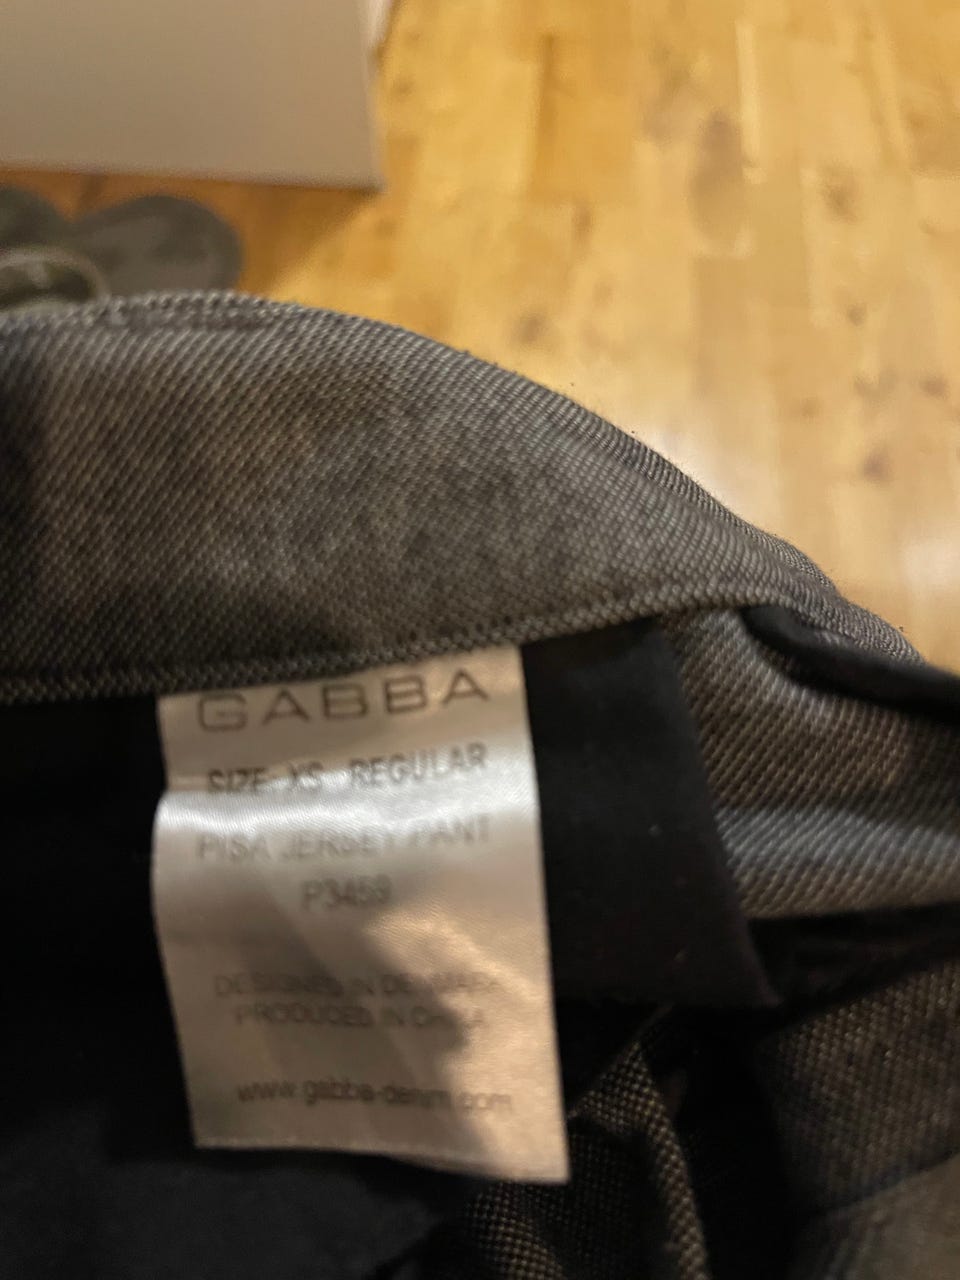 GABBA
SIZE: XS REGULAR
PISA JERSEY PANT
P3459
DESIGNED IN DENMARK
PRODUCED IN CHINA
www.gabba-denim.com